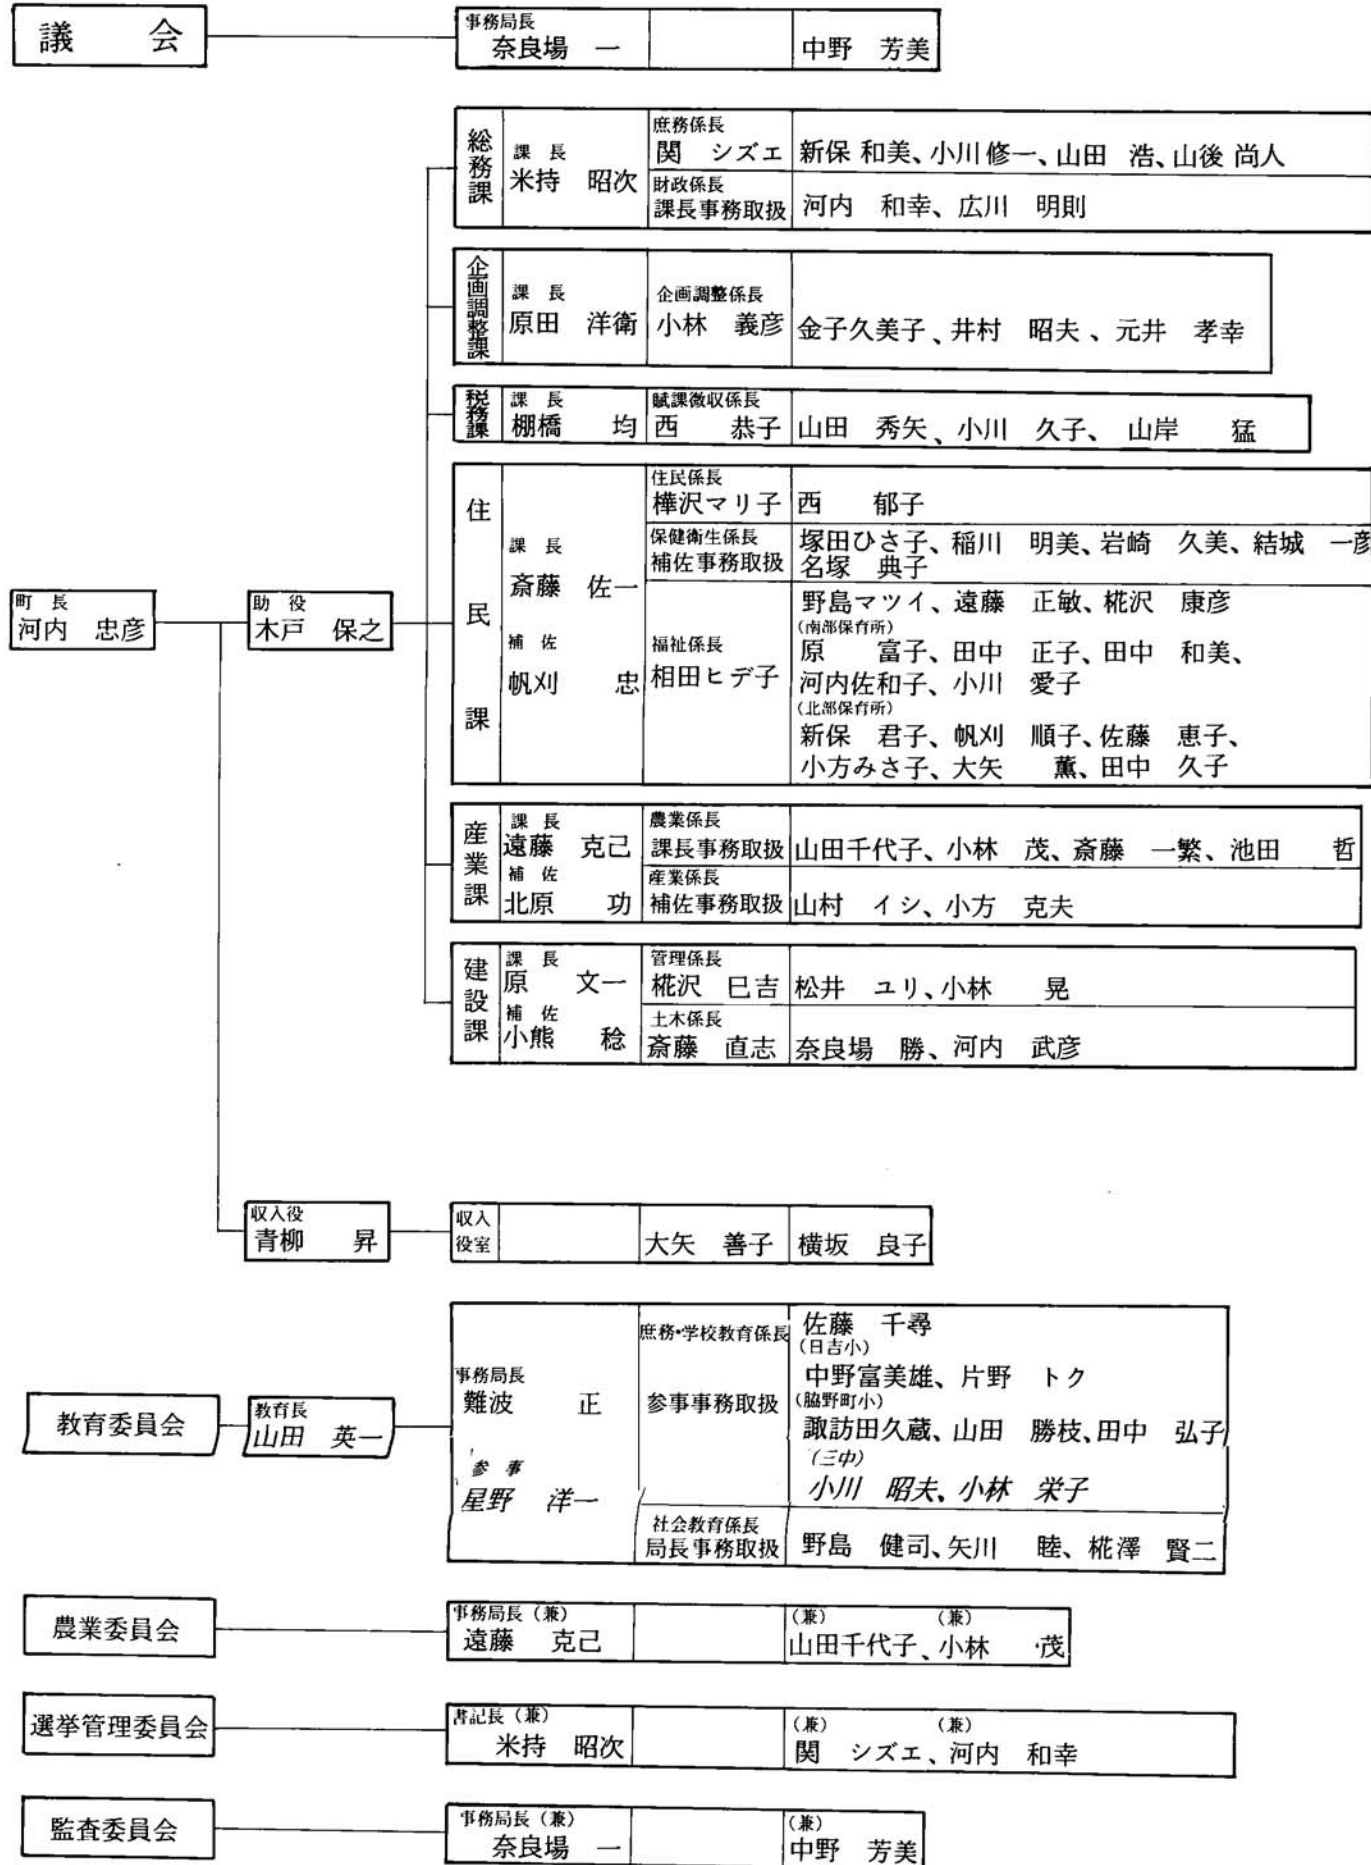 議 会
事務局長
奈良場 一
中野 芳美
総務課
課 長
米持 昭次
庶務係長
関 シズエ
新保 和美、小川修一、山田 浩、山後 尚人
財政係長
課長事務取扱
河内 和幸、広川 明則
企画調整課
課 長
原田 洋衛
企画調整係長
小林 義彦
金子久美子、井村 昭夫、元井 孝幸
税務課
課 長
棚橋 均
賦課徴収係長
西 恭子
山田 秀矢、小川 久子、山岸 猛
町 長
河内 忠彦
助 役
木戸 保之
住民課
課 長
斎藤 佐一
補 佐
帆刈 忠
住民係長
樺沢マリ子
西 郁子
保健衛生係長
補佐事務取扱
塚田ひさ子、稲川 明美、岩崎 久美、結城 一彦
名塚 典子
福祉係長
相田ヒデ子
野島マツイ、遠藤 正敏、椛沢 康彦
(南部保育所)
原 富子、田中 正子、田中 和美、
河内佐和子、小川 愛子
(北部保育所)
新保 君子、帆刈 順子、佐藤 恵子、
小方みさ子、大矢 薫、田中 久子
産業課
課 長
遠藤 克己
補 佐
北原 功
農業係長
課長事務取扱
山田千代子、小林 茂、斎藤 一繁、池田 哲
産業係長
補佐事務取扱
山村 イシ、小方 克夫
建設課
課 長
原 文一
補 佐
小熊 稔
管理係長
椛沢 巳吉
松井 ユリ、小林 晃
土木係長
斎藤 直志
奈良場 勝、河内 武彦
収入役
青柳 昇
収入
役室
大矢 善子
横坂 良子
教育委員会
教育長
山田 英一
事務局長
難波 正
参 事
星野 洋一
庶務・学校教育係長
参事事務取扱
佐藤 千尋
(日吉小)
中野富美雄、片野 トク
(脇野町小)
諏訪田久蔵、山田 勝枝、田中 弘子
(三中)
小川 昭夫、小林 栄子
社会教育係長
局長事務取扱
野島 健司、矢川 睦、椛澤 賢二
農業委員会
事務局長(兼)
遠藤 克己
(兼) (兼)
山田千代子、小林 茂
選挙管理委員会
書記長(兼)
米持 昭次
(兼) (兼)
関 シズエ、河内 和幸
監査委員会
事務局長(兼)
奈良場 一
(兼)
中野 芳美